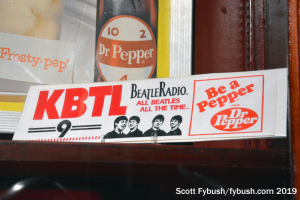 "Frosty-pep"
10 2
Dr Pepper
4
KBTL
9
BEATLERADIO.
ALL BEATLES
ALL THE TIME.
Be a
Pepper
Dr Pepper
Scott Fybush/fybush.com 2019